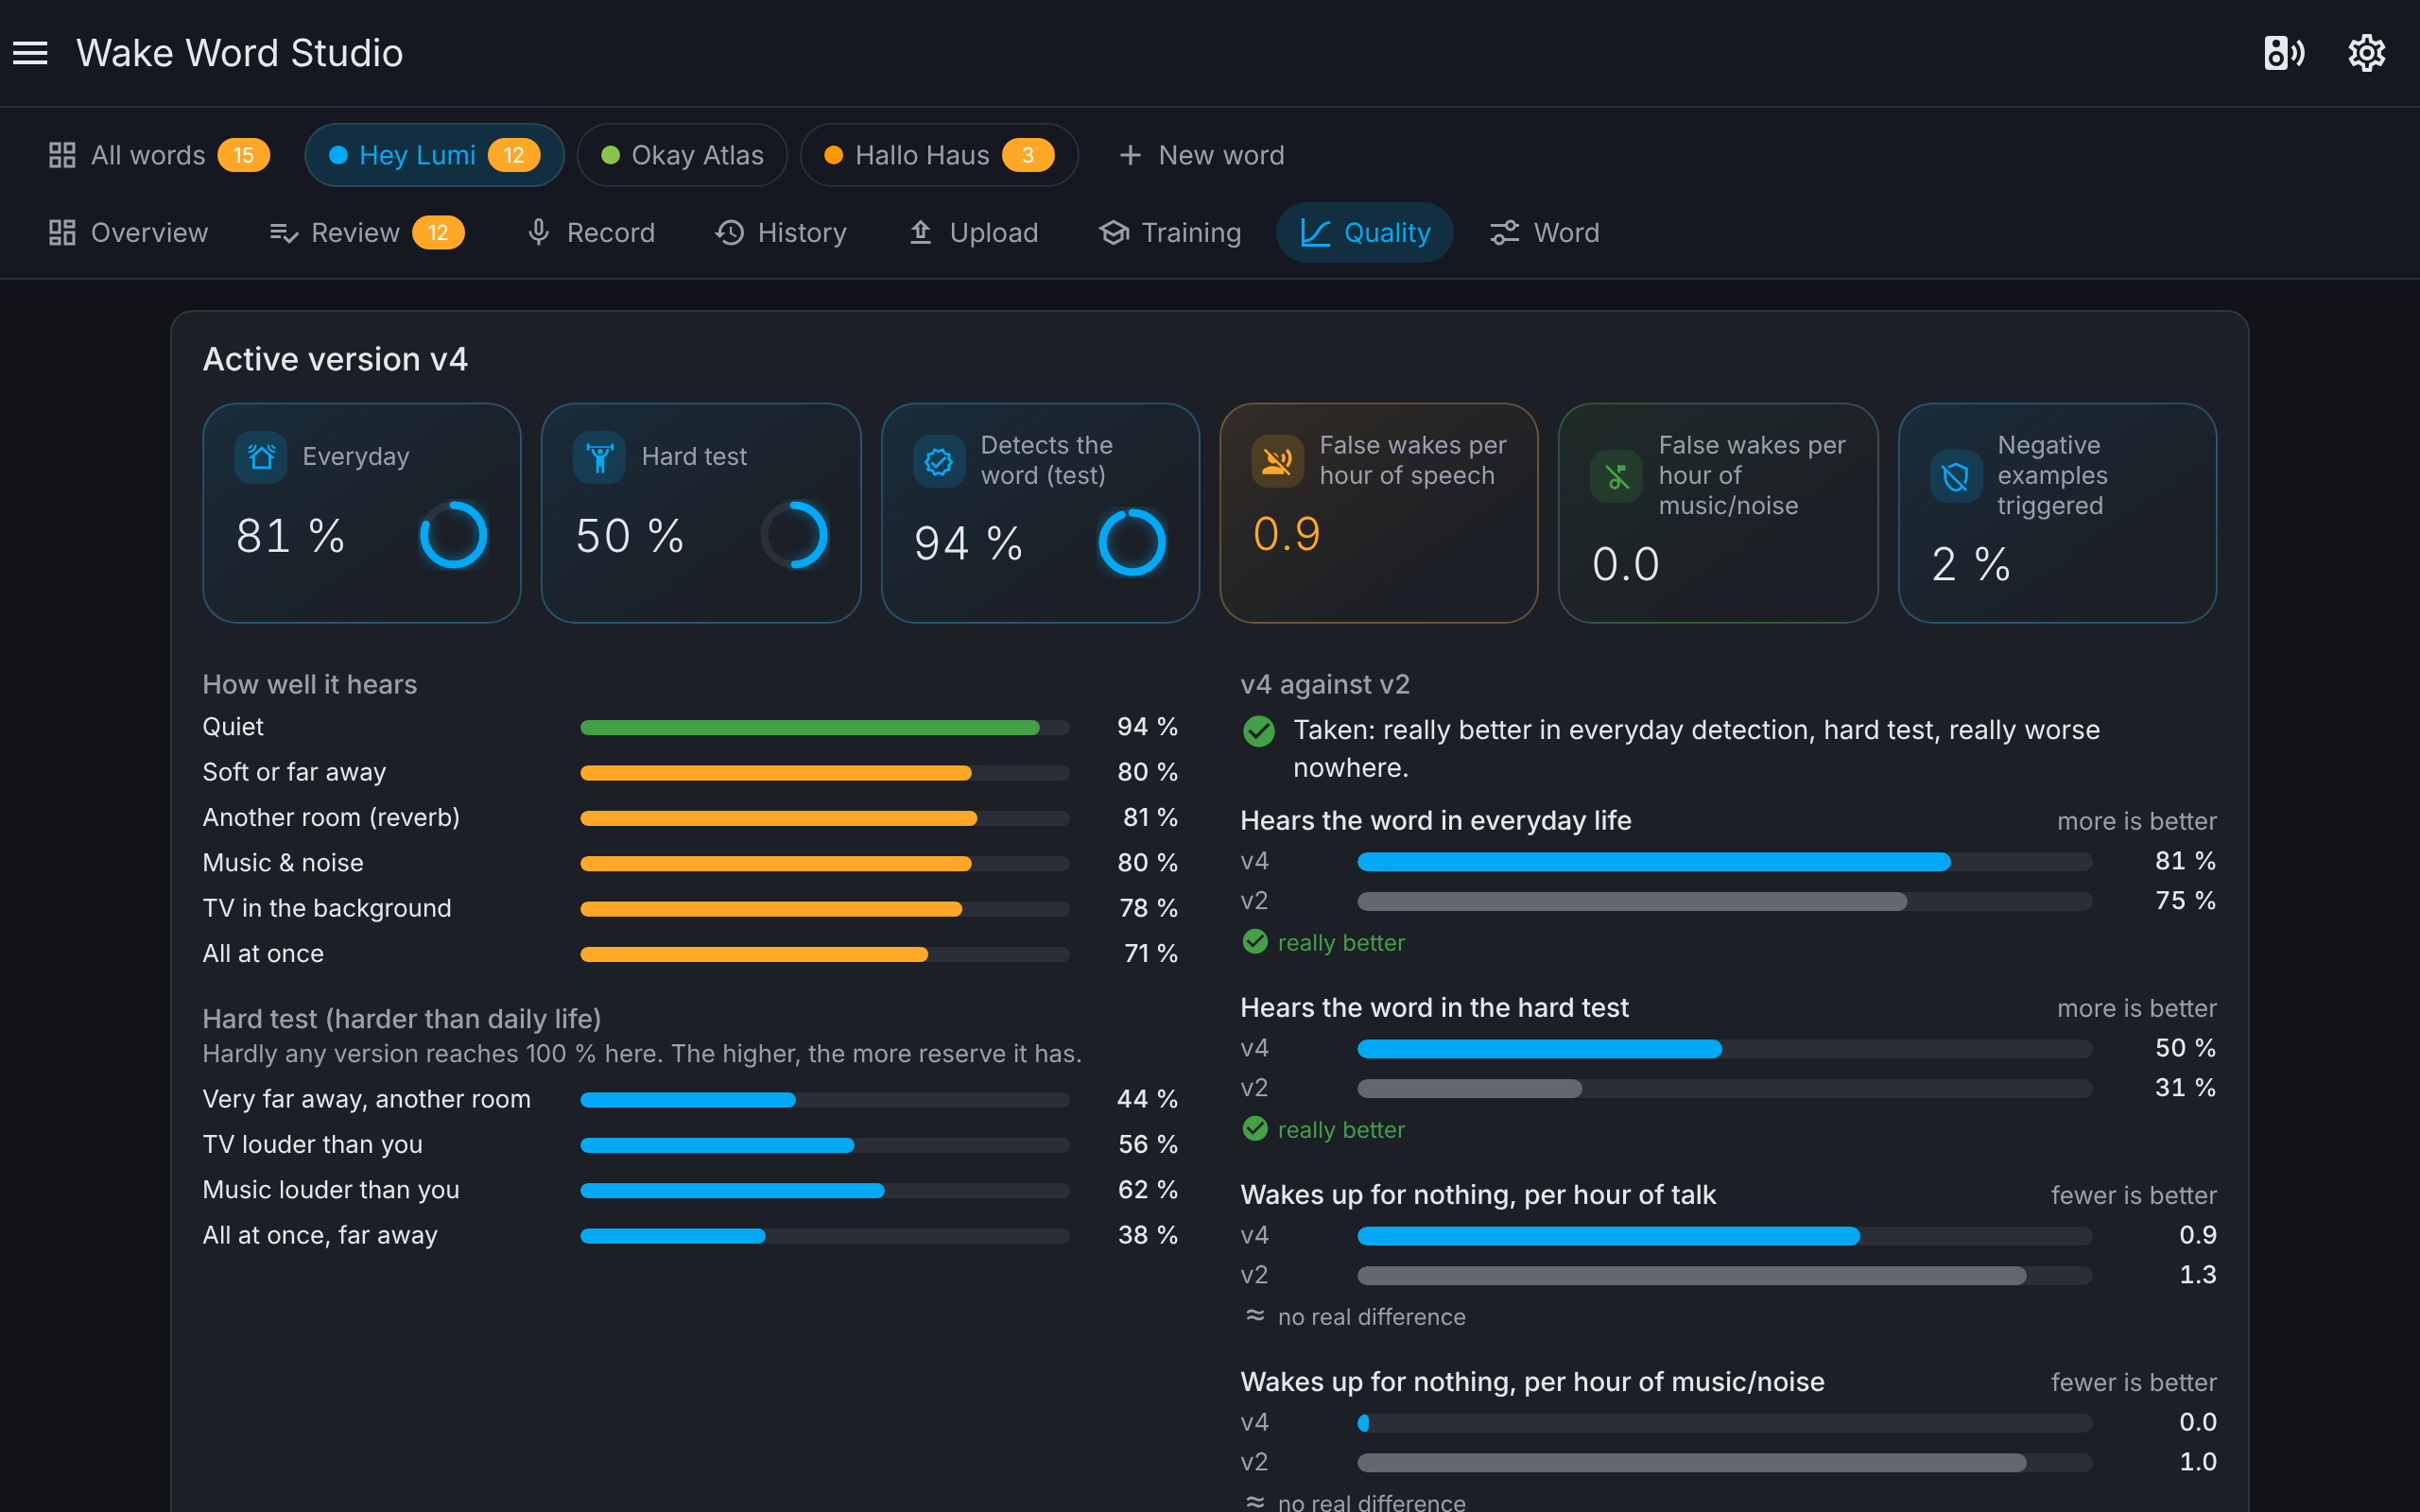 Wake Word Studio
All words 15
Hey Lumi 12
Okay Atlas
Hallo Haus 3
+ New word
Overview
Review 12
Record
History
Upload
Training
Quality
Word
Active version v4
Everyday
81 %
Hard test
50 %
Detects the
word (test)
94 %
False wakes per
hour of speech
0.9
False wakes per
hour of
music/noise
0.0
Negative
examples
triggered
2 %
How well it hears
Quiet 94 %
Soft or far away 80 %
Another room (reverb) 81 %
Music & noise 80 %
TV in the background 78 %
All at once 71 %
Hard test (harder than daily life)
Hardly any version reaches 100 % here. The higher, the more reserve it has.
Very far away, another room 44 %
TV louder than you 56 %
Music louder than you 62 %
All at once, far away 38 %
v4 against v2
Taken: really better in everyday detection, hard test, really worse
nowhere.
Hears the word in everyday life more is better
v4 81 %
v2 75 %
really better
Hears the word in the hard test more is better
v4 50 %
v2 31 %
really better
Wakes up for nothing, per hour of talk fewer is better
v4 0.9
v2 1.3
≈ no real difference
Wakes up for nothing, per hour of music/noise fewer is better
v4 0.0
v2 1.0
≈ no real difference